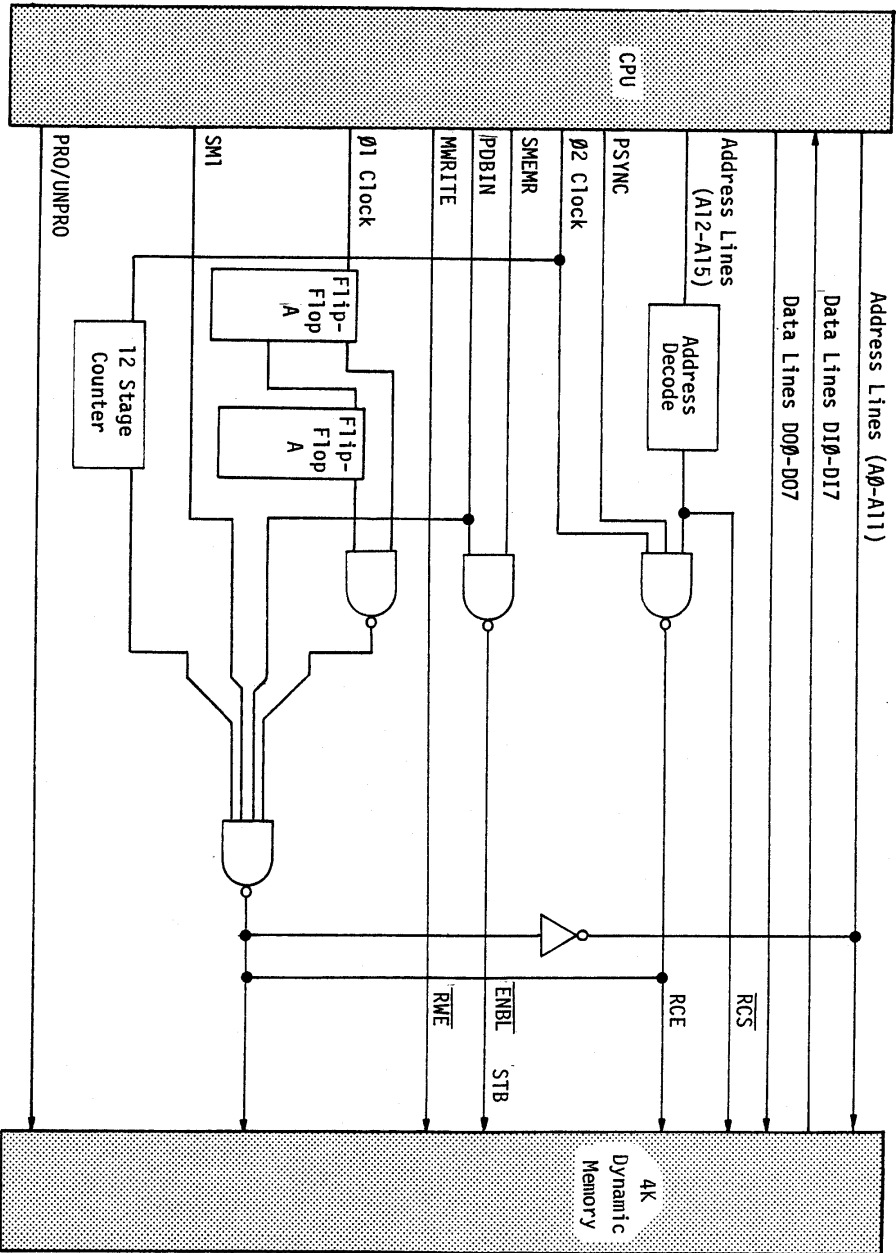 CPU
Address Lines (AØ-A11)
Data Lines DIØ-DI7
Data Lines DOØ-DO7
Address Lines
(A12-A15)
Address
Decode
PSYNC
Ø2 Clock
SMEMR
PDBIN
MWRITE
Ø1 Clock
Flip-
Flop
A
Flip-
Flop
A
SM1
12 Stage
Counter
PRO/UNPRO
RCS
RCE
ENBL
STB
RWE
4K
Dynamic
Memory